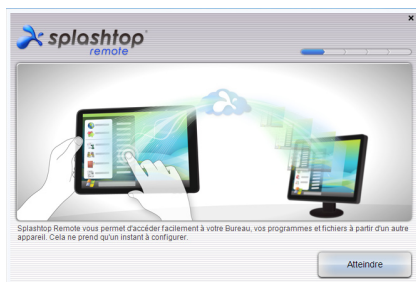 splashtop
remote
Splashtop Remote vous permet d'accéder facilement à votre Bureau, vos programmes et fichiers à partir d'un autre
appareil. Cela ne prend qu'un instant à configurer.
Atteindre